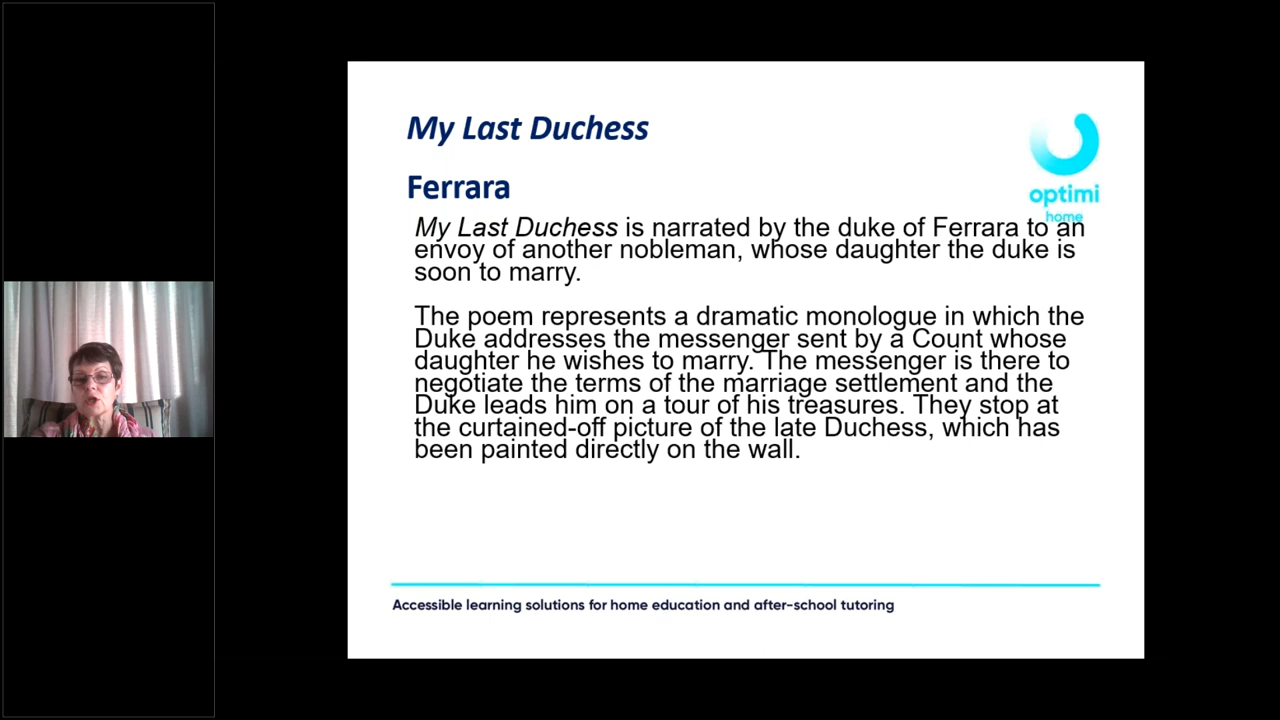 My Last Duchess
Ferrara
optimi
home
My Last Duchess is narrated by the duke of Ferrara to an
envoy of another nobleman, whose daughter the duke is
soon to marry.
The poem represents a dramatic monologue in which the
Duke addresses the messenger sent by a Count whose
daughter he wishes to marry. The messenger is there to
negotiate the terms of the marriage settlement and the
Duke leads him on a tour of his treasures. They stop at
the curtained-off picture of the late Duchess, which has
been painted directly on the wall.
Accessible learning solutions for home education and after-school tutoring